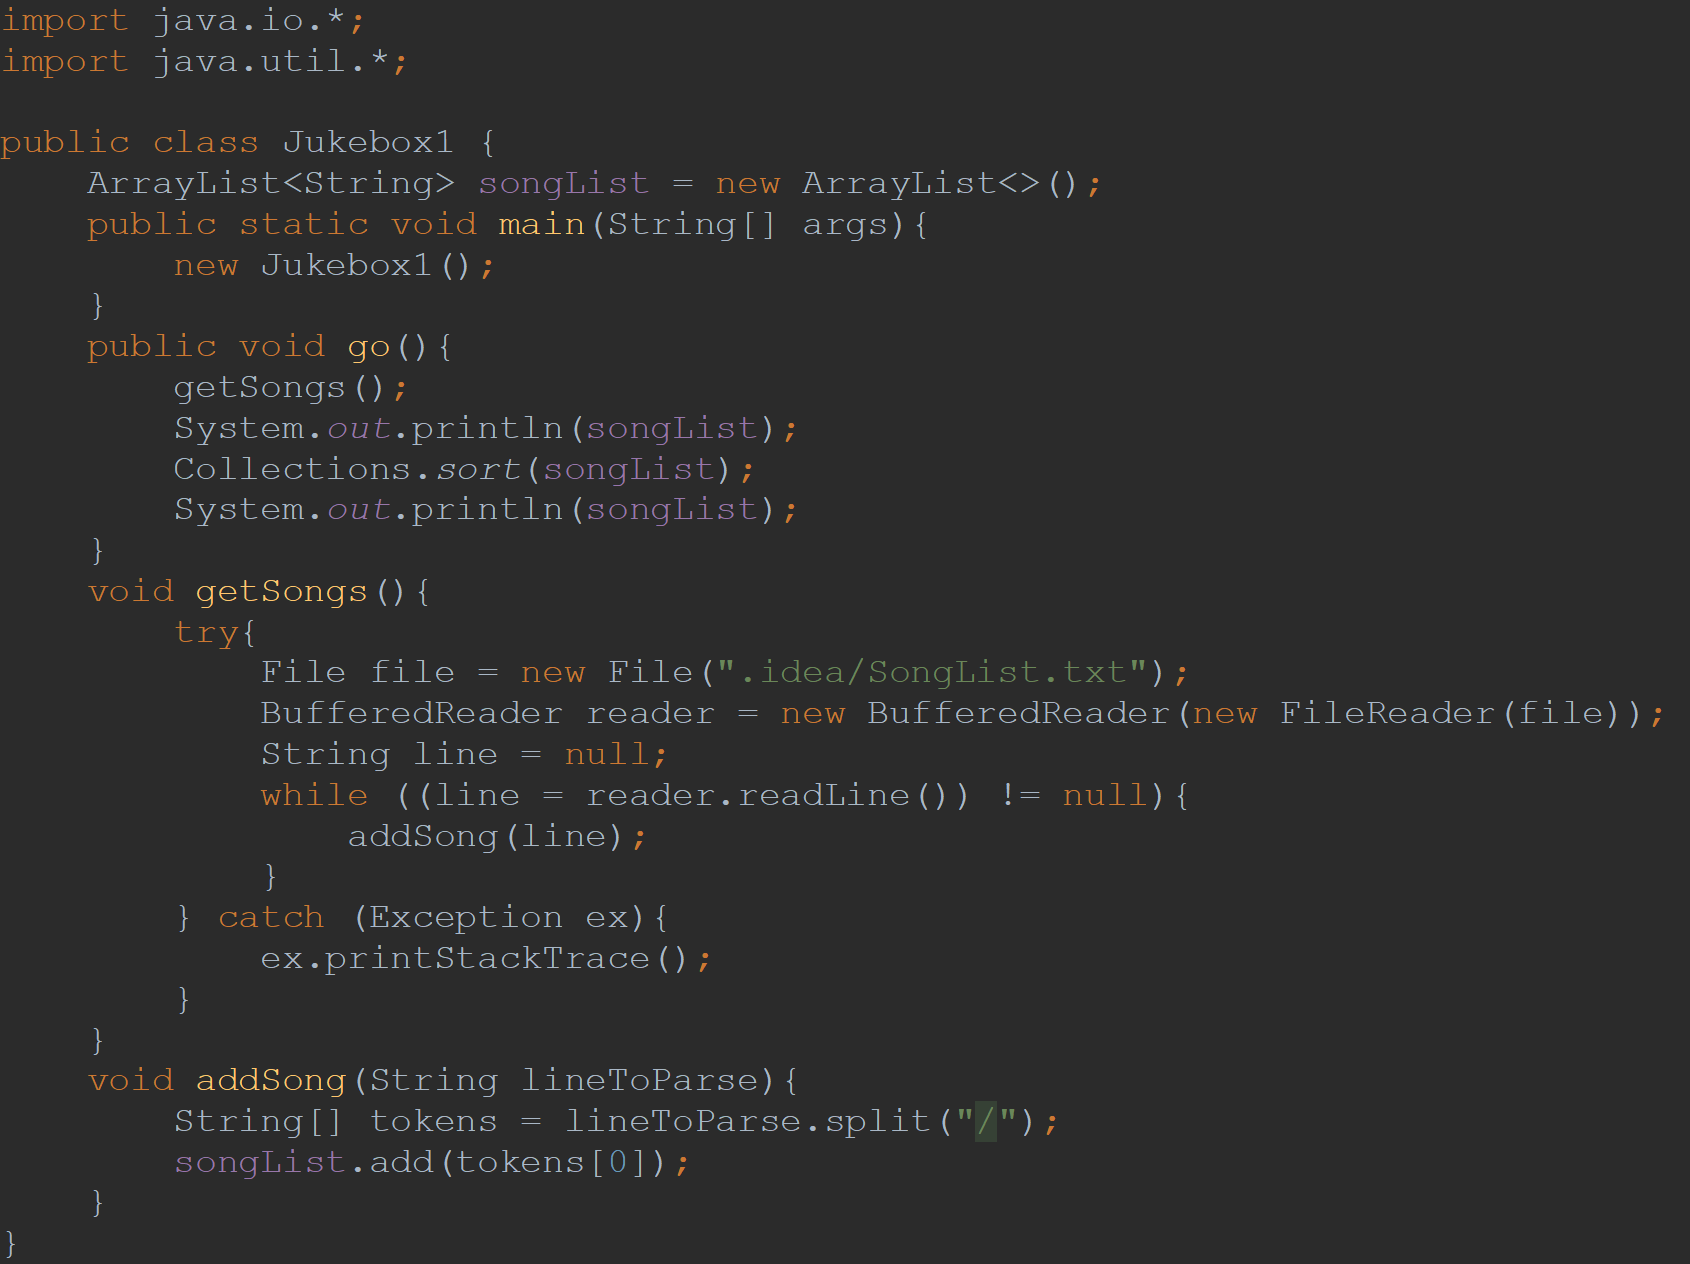 import java.io.*;
import java.util.*;

public class Jukebox1 {
    ArrayList<String> songList = new ArrayList<>();
    public static void main(String[] args){
        new Jukebox1();
    }
    public void go(){
        getSongs();
        System.out.println(songList);
        Collections.sort(songList);
        System.out.println(songList);
    }
    void getSongs(){
        try{
            File file = new File(".idea/SongList.txt");
            BufferedReader reader = new BufferedReader(new FileReader(file));
            String line = null;
            while ((line = reader.readLine()) != null){
                addSong(line);
            }
        } catch (Exception ex){
            ex.printStackTrace();
        }
    }
    void addSong(String lineToParse){
        String[] tokens = lineToParse.split("/");
        songList.add(tokens[0]);
    }
}